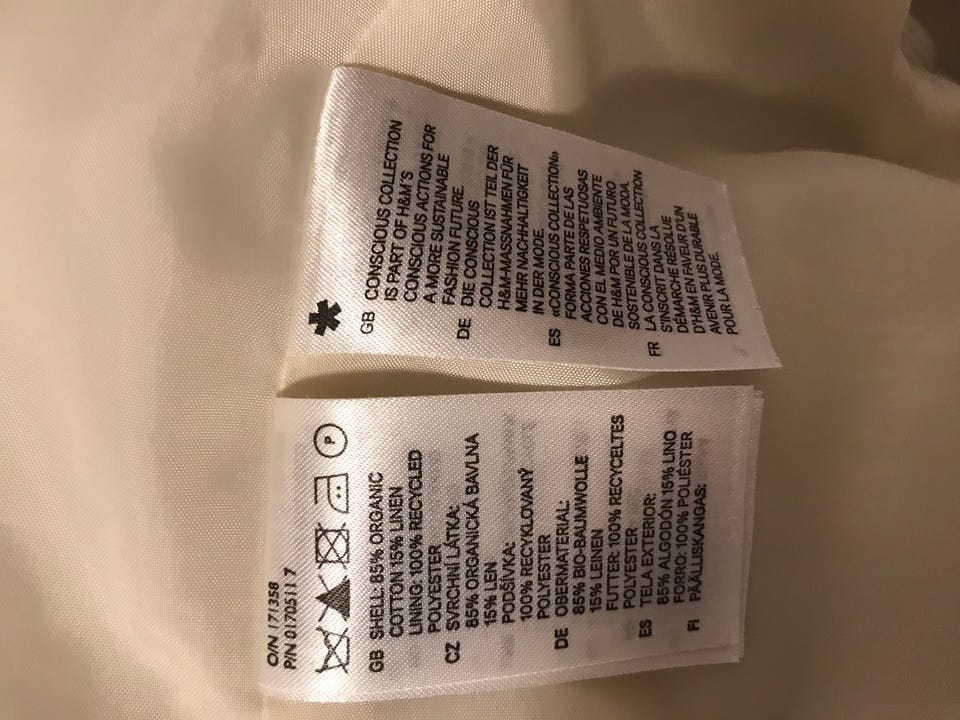 O/N 171358
P/N 0170511 7
P
GB SHELL: 85% ORGANIC
COTTON 15% LINEN
LINING: 100% RECYCLED
POLYESTER
CZ SVRCHNÍ LÁTKA:
85% ORGANICKÁ BAVLNA
15% LEN
PODŠÍVKA:
100% RECYKLOVANÝ
POLYESTER
DE OBERMATERIAL:
85% BIO-BAUMWOLLE
15% LEINEN
FUTTER: 100% RECYCELTES
POLYESTER
ES TELA EXTERIOR:
85% ALGODÓN 15% LINO
FORRO: 100% POLIÉSTER
FI PÄÄLLISKANGAS:
GB CONSCIOUS COLLECTION
IS PART OF H&M'S
CONSCIOUS ACTIONS FOR
A MORE SUSTAINABLE
FASHION FUTURE.
DE DIE CONSCIOUS
COLLECTION IST TEIL DER
H&M-MASSNAHMEN FÜR
MEHR NACHHALTIGKEIT
IN DER MODE.
ES «CONSCIOUS COLLECTION»
FORMA PARTE DE LAS
ACCIONES RESPETUOSAS
CON EL MEDIO AMBIENTE
DE H&M POR UN FUTURO
SOSTENIBLE DE LA MODA.
FR LA CONSCIOUS COLLECTION
S'INSCRIT DANS LA
DÉMARCHE RÉSOLUE
D'H&M EN FAVEUR D'UN
AVENIR PLUS DURABLE
POUR LA MODE.